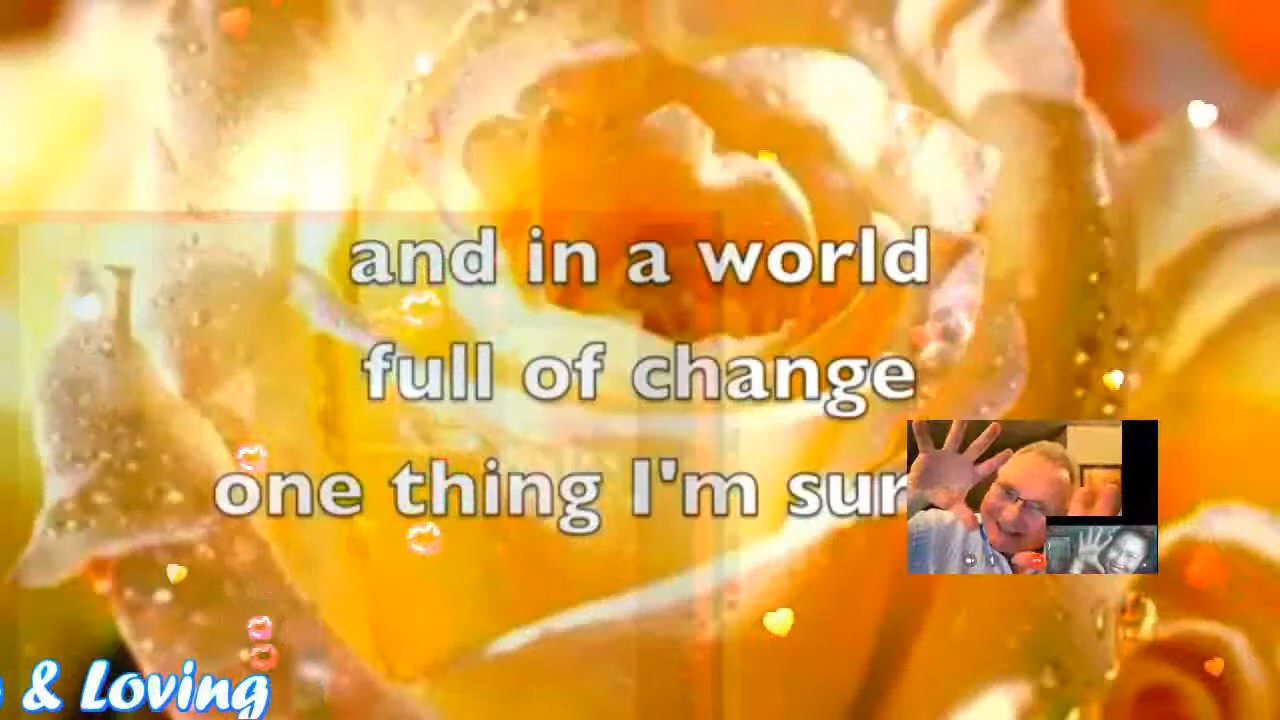 and in a world
full of change
one thing I'm sur
& Loving